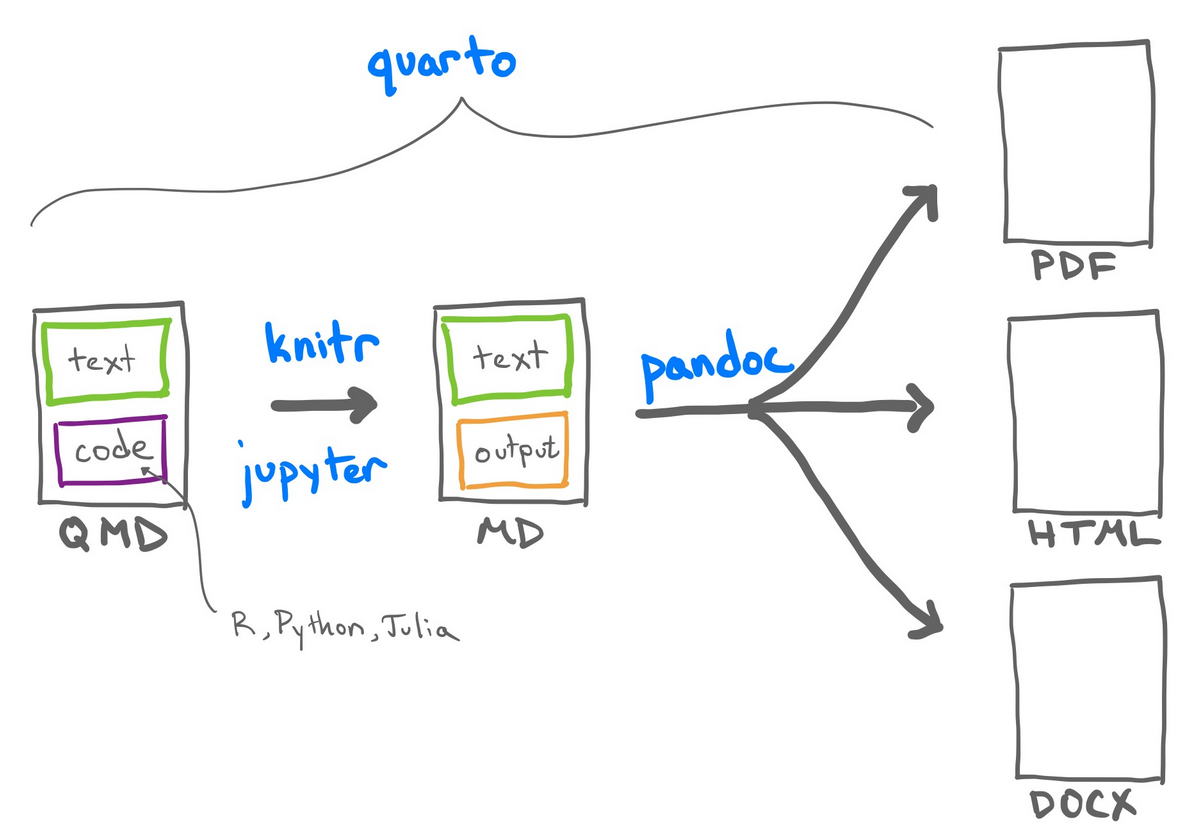 quarto
PDF
text
code
QMD
knitr
jupyter
text
output
MD
pandoc
HTML
R, Python, Julia
DOCX